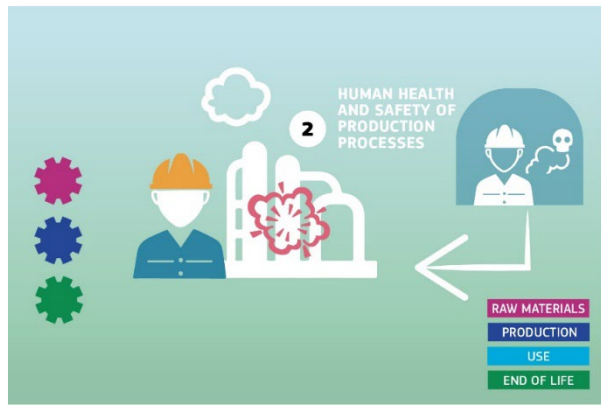 2
HUMAN HEALTH
AND SAFETY OF
PRODUCTION
PROCESSES
RAW MATERIALS
PRODUCTION
USE
END OF LIFE